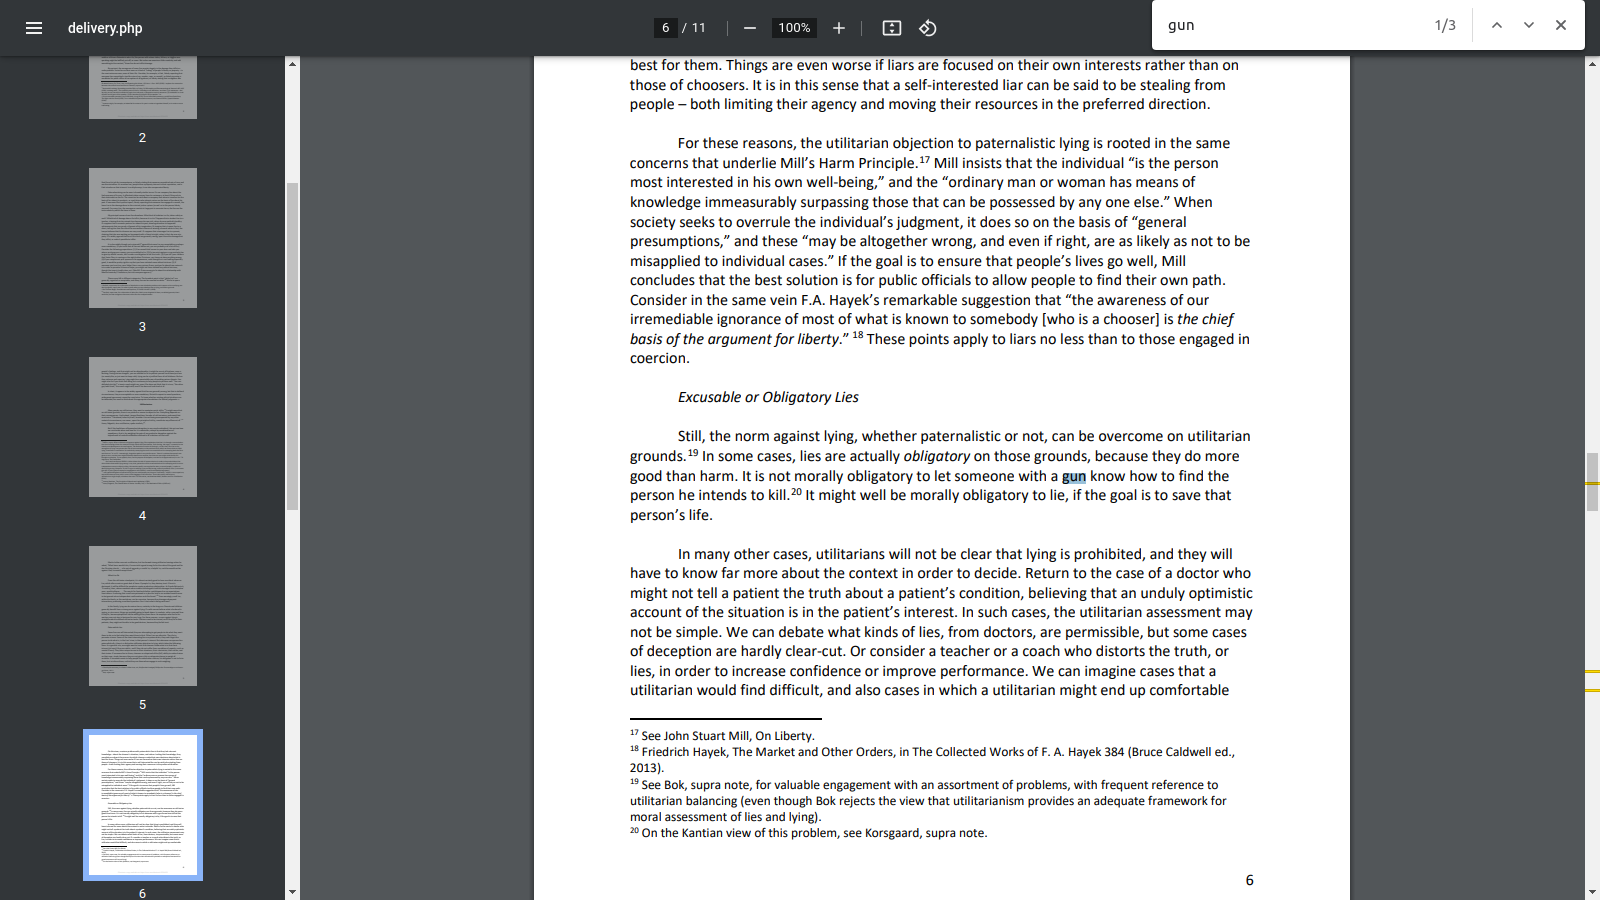 delivery.php
6 / 11
100%
gun
1/3
2
3
4
5
6
best for them. Things are even worse if liars are focused on their own interests rather than on
those of choosers. It is in this sense that a self-interested liar can be said to be stealing from
people – both limiting their agency and moving their resources in the preferred direction.
For these reasons, the utilitarian objection to paternalistic lying is rooted in the same
concerns that underlie Mill’s Harm Principle.17 Mill insists that the individual “is the person
most interested in his own well-being,” and the “ordinary man or woman has means of
knowledge immeasurably surpassing those that can be possessed by any one else.” When
society seeks to overrule the individual’s judgment, it does so on the basis of “general
presumptions,” and these “may be altogether wrong, and even if right, are as likely as not to be
misapplied to individual cases.” If the goal is to ensure that people’s lives go well, Mill
concludes that the best solution is for public officials to allow people to find their own path.
Consider in the same vein F.A. Hayek’s remarkable suggestion that “the awareness of our
irremediable ignorance of most of what is known to somebody [who is a chooser] is the chief
basis of the argument for liberty.” 18 These points apply to liars no less than to those engaged in
coercion.
Excusable or Obligatory Lies
Still, the norm against lying, whether paternalistic or not, can be overcome on utilitarian
grounds.19 In some cases, lies are actually obligatory on those grounds, because they do more
good than harm. It is not morally obligatory to let someone with a gun know how to find the
person he intends to kill.20 It might well be morally obligatory to lie, if the goal is to save that
person’s life.
In many other cases, utilitarians will not be clear that lying is prohibited, and they will
have to know far more about the context in order to decide. Return to the case of a doctor who
might not tell a patient the truth about a patient’s condition, believing that an unduly optimistic
account of the situation is in the patient’s interest. In such cases, the utilitarian assessment may
not be simple. We can debate what kinds of lies, from doctors, are permissible, but some cases
of deception are hardly clear-cut. Or consider a teacher or a coach who distorts the truth, or
lies, in order to increase confidence or improve performance. We can imagine cases that a
utilitarian would find difficult, and also cases in which a utilitarian might end up comfortable
17 See John Stuart Mill, On Liberty.
18 Friedrich Hayek, The Market and Other Orders, in The Collected Works of F. A. Hayek 384 (Bruce Caldwell ed.,
2013).
19 See Bok, supra note, for valuable engagement with an assortment of problems, with frequent reference to
utilitarian balancing (even though Bok rejects the view that utilitarianism provides an adequate framework for
moral assessment of lies and lying).
20 On the Kantian view of this problem, see Korsgaard, supra note.
6